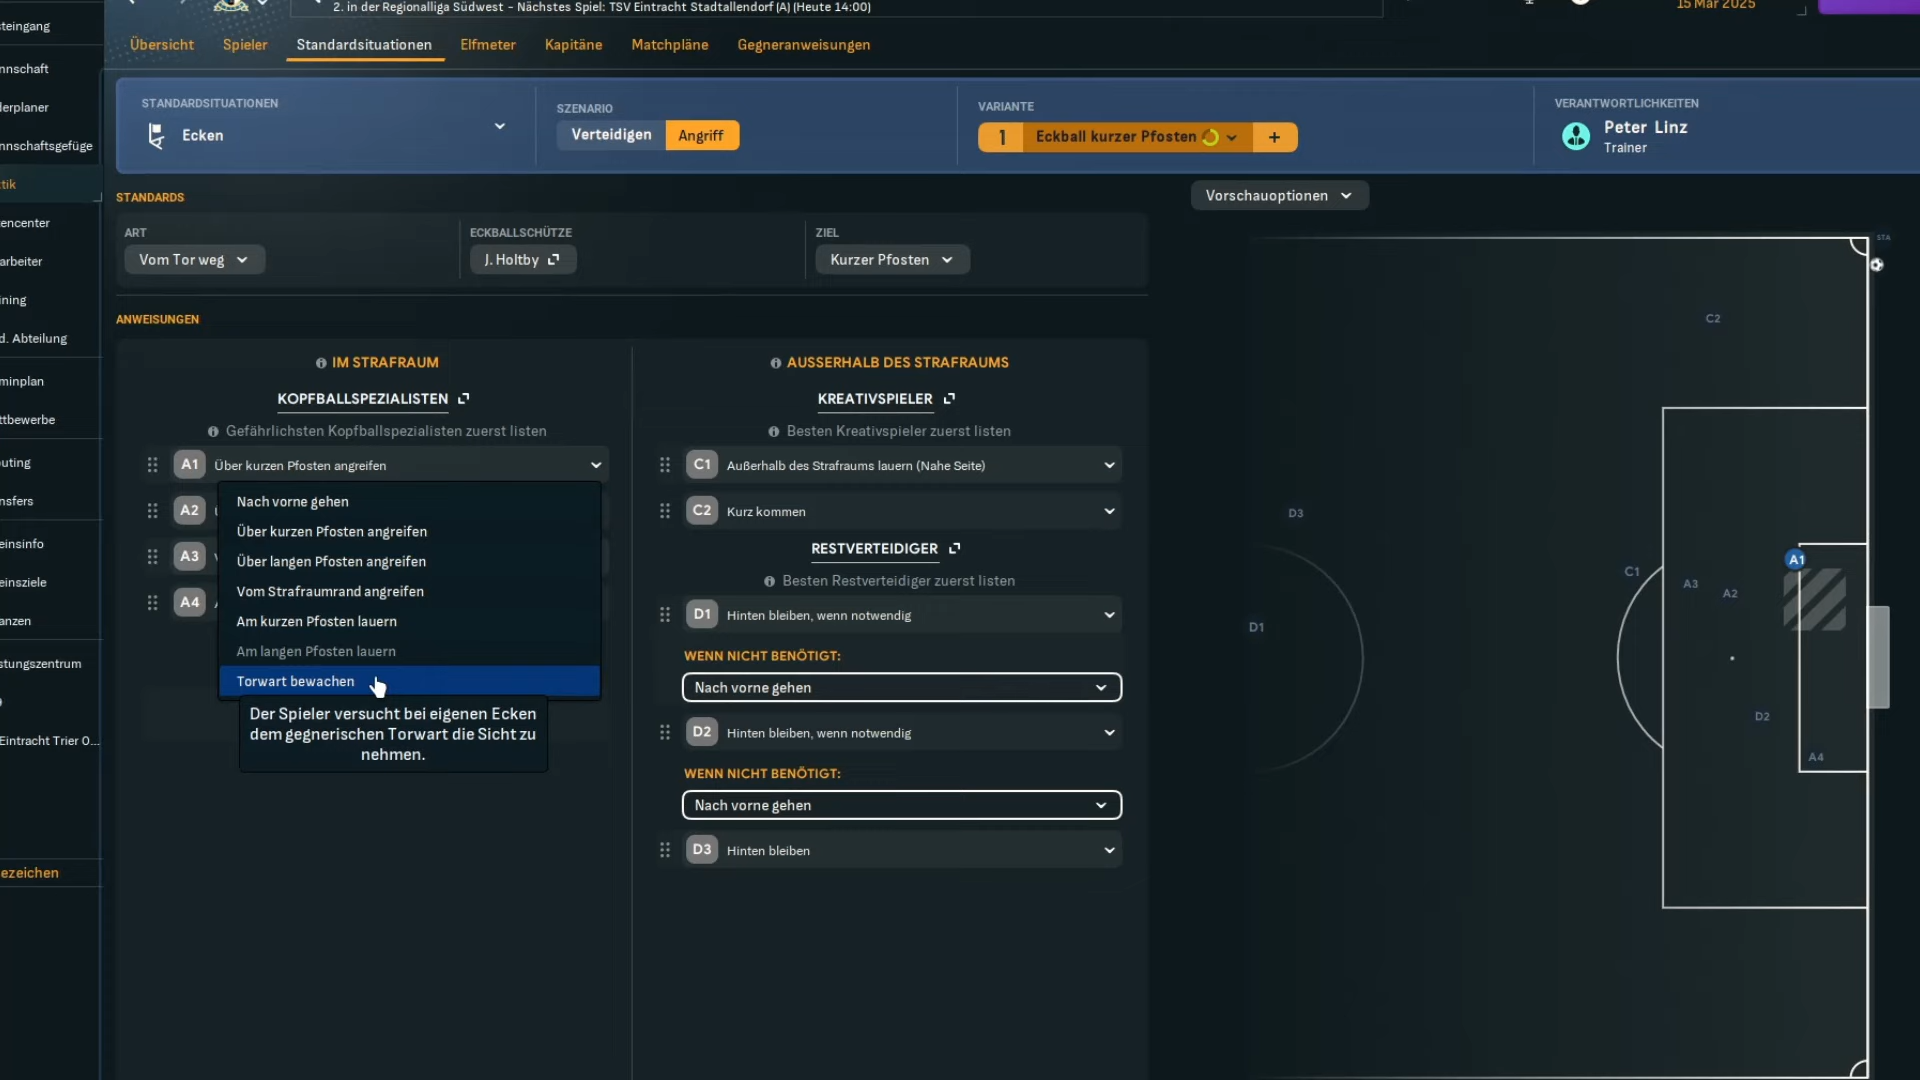 2. in der Regionalliga Südwest - Nächstes Spiel: TSV Eintracht Stadtallendorf (A) (Heute 14:00)
15 Mär 2025
Übersicht Spieler Standardsituationen Elfmeter Kapitäne Matchpläne Gegneranweisungen
steingang
nnschaft
derplaner
nnschaftsgefüge
tik
tencenter
arbeiter
ining
d. Abteilung
minplan
ttbewerbe
uting
nsfers
einsinfo
einsziele
anzen
stungszentrum
Eintracht Trier 0...
ezeichen
STANDARDSITUATIONEN
Ecken
SZENARIO
Verteidigen Angriff
VARIANTE
1 Eckball kurzer Pfosten +
VERANTWORTLICHKEITEN
Peter Linz
Trainer
STANDARDS
ART
Vom Tor weg
ECKBALLSCHÜTZE
J. Holtby
ZIEL
Kurzer Pfosten
Vorschauoptionen
ANWEISUNGEN
IM STRAFRAUM
KOPFBALLSPEZIALISTEN
Gefährlichsten Kopfballspezialisten zuerst listen
A1 Über kurzen Pfosten angreifen
A2
A3
A4
Nach vorne gehen
Über kurzen Pfosten angreifen
Über langen Pfosten angreifen
Vom Strafraumrand angreifen
Am kurzen Pfosten lauern
Am langen Pfosten lauern
Torwart bewachen
Der Spieler versucht bei eigenen Ecken
dem gegnerischen Torwart die Sicht zu
nehmen.
AUSSERHALB DES STRAFRAUMS
KREATIVSPIELER
Besten Kreativspieler zuerst listen
C1 Außerhalb des Strafraums lauern (Nahe Seite)
C2 Kurz kommen
RESTVERTEIDIGER
Besten Restverteidiger zuerst listen
D1 Hinten bleiben, wenn notwendig
WENN NICHT BENÖTIGT:
Nach vorne gehen
D2 Hinten bleiben, wenn notwendig
WENN NICHT BENÖTIGT:
Nach vorne gehen
D3 Hinten bleiben
STA
C2
D3
A1
C1
A3
A2
D1
D2
A4